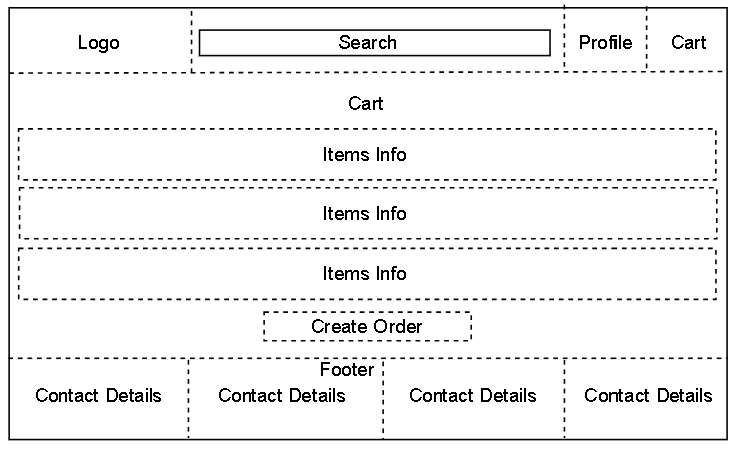 Logo
Search
Profile
Cart
Cart
Items Info
Items Info
Items Info
Create Order
Footer
Contact Details
Contact Details
Contact Details
Contact Details